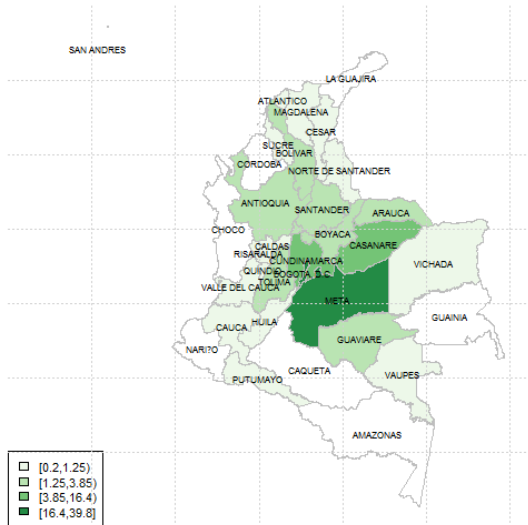 SAN ANDRES
LA GUAJIRA
ATLANTICO
MAGDALENA
CESAR
SUCRE
BOLIVAR
CORDOBA
NORTE DE SANTANDER
ANTIOQUIA
SANTANDER
ARAUCA
CHOCO
BOYACA
CALDAS
CASANARE
RISARALDA
CUNDINAMARCA
VICHADA
QUINDIO
BOGOTA, D.C.
TOLIMA
VALLE DEL CAUCA
META
GUAINIA
CAUCA
HUILA
NARI?O
GUAVIARE
CAQUETA
VAUPES
PUTUMAYO
AMAZONAS
[0.2,1.25)
[1.25,3.85)
[3.85,16.4)
[16.4,39.8]